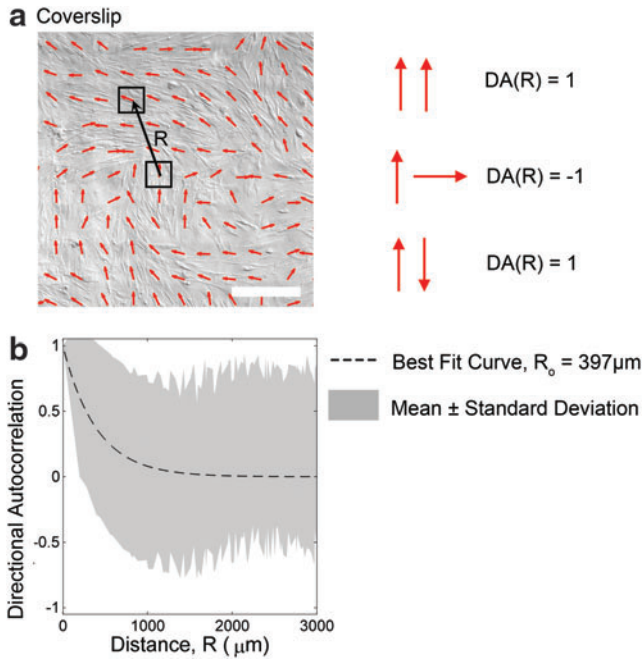 a Coverslip
R
DA(R) = 1
DA(R) = -1
DA(R) = 1
b
1
0.5
0
-0.5
-1
Directional Autocorrelation
0 1000 2000 3000
Distance, R ( μm)
Best Fit Curve, Ro = 397μm
Mean ± Standard Deviation